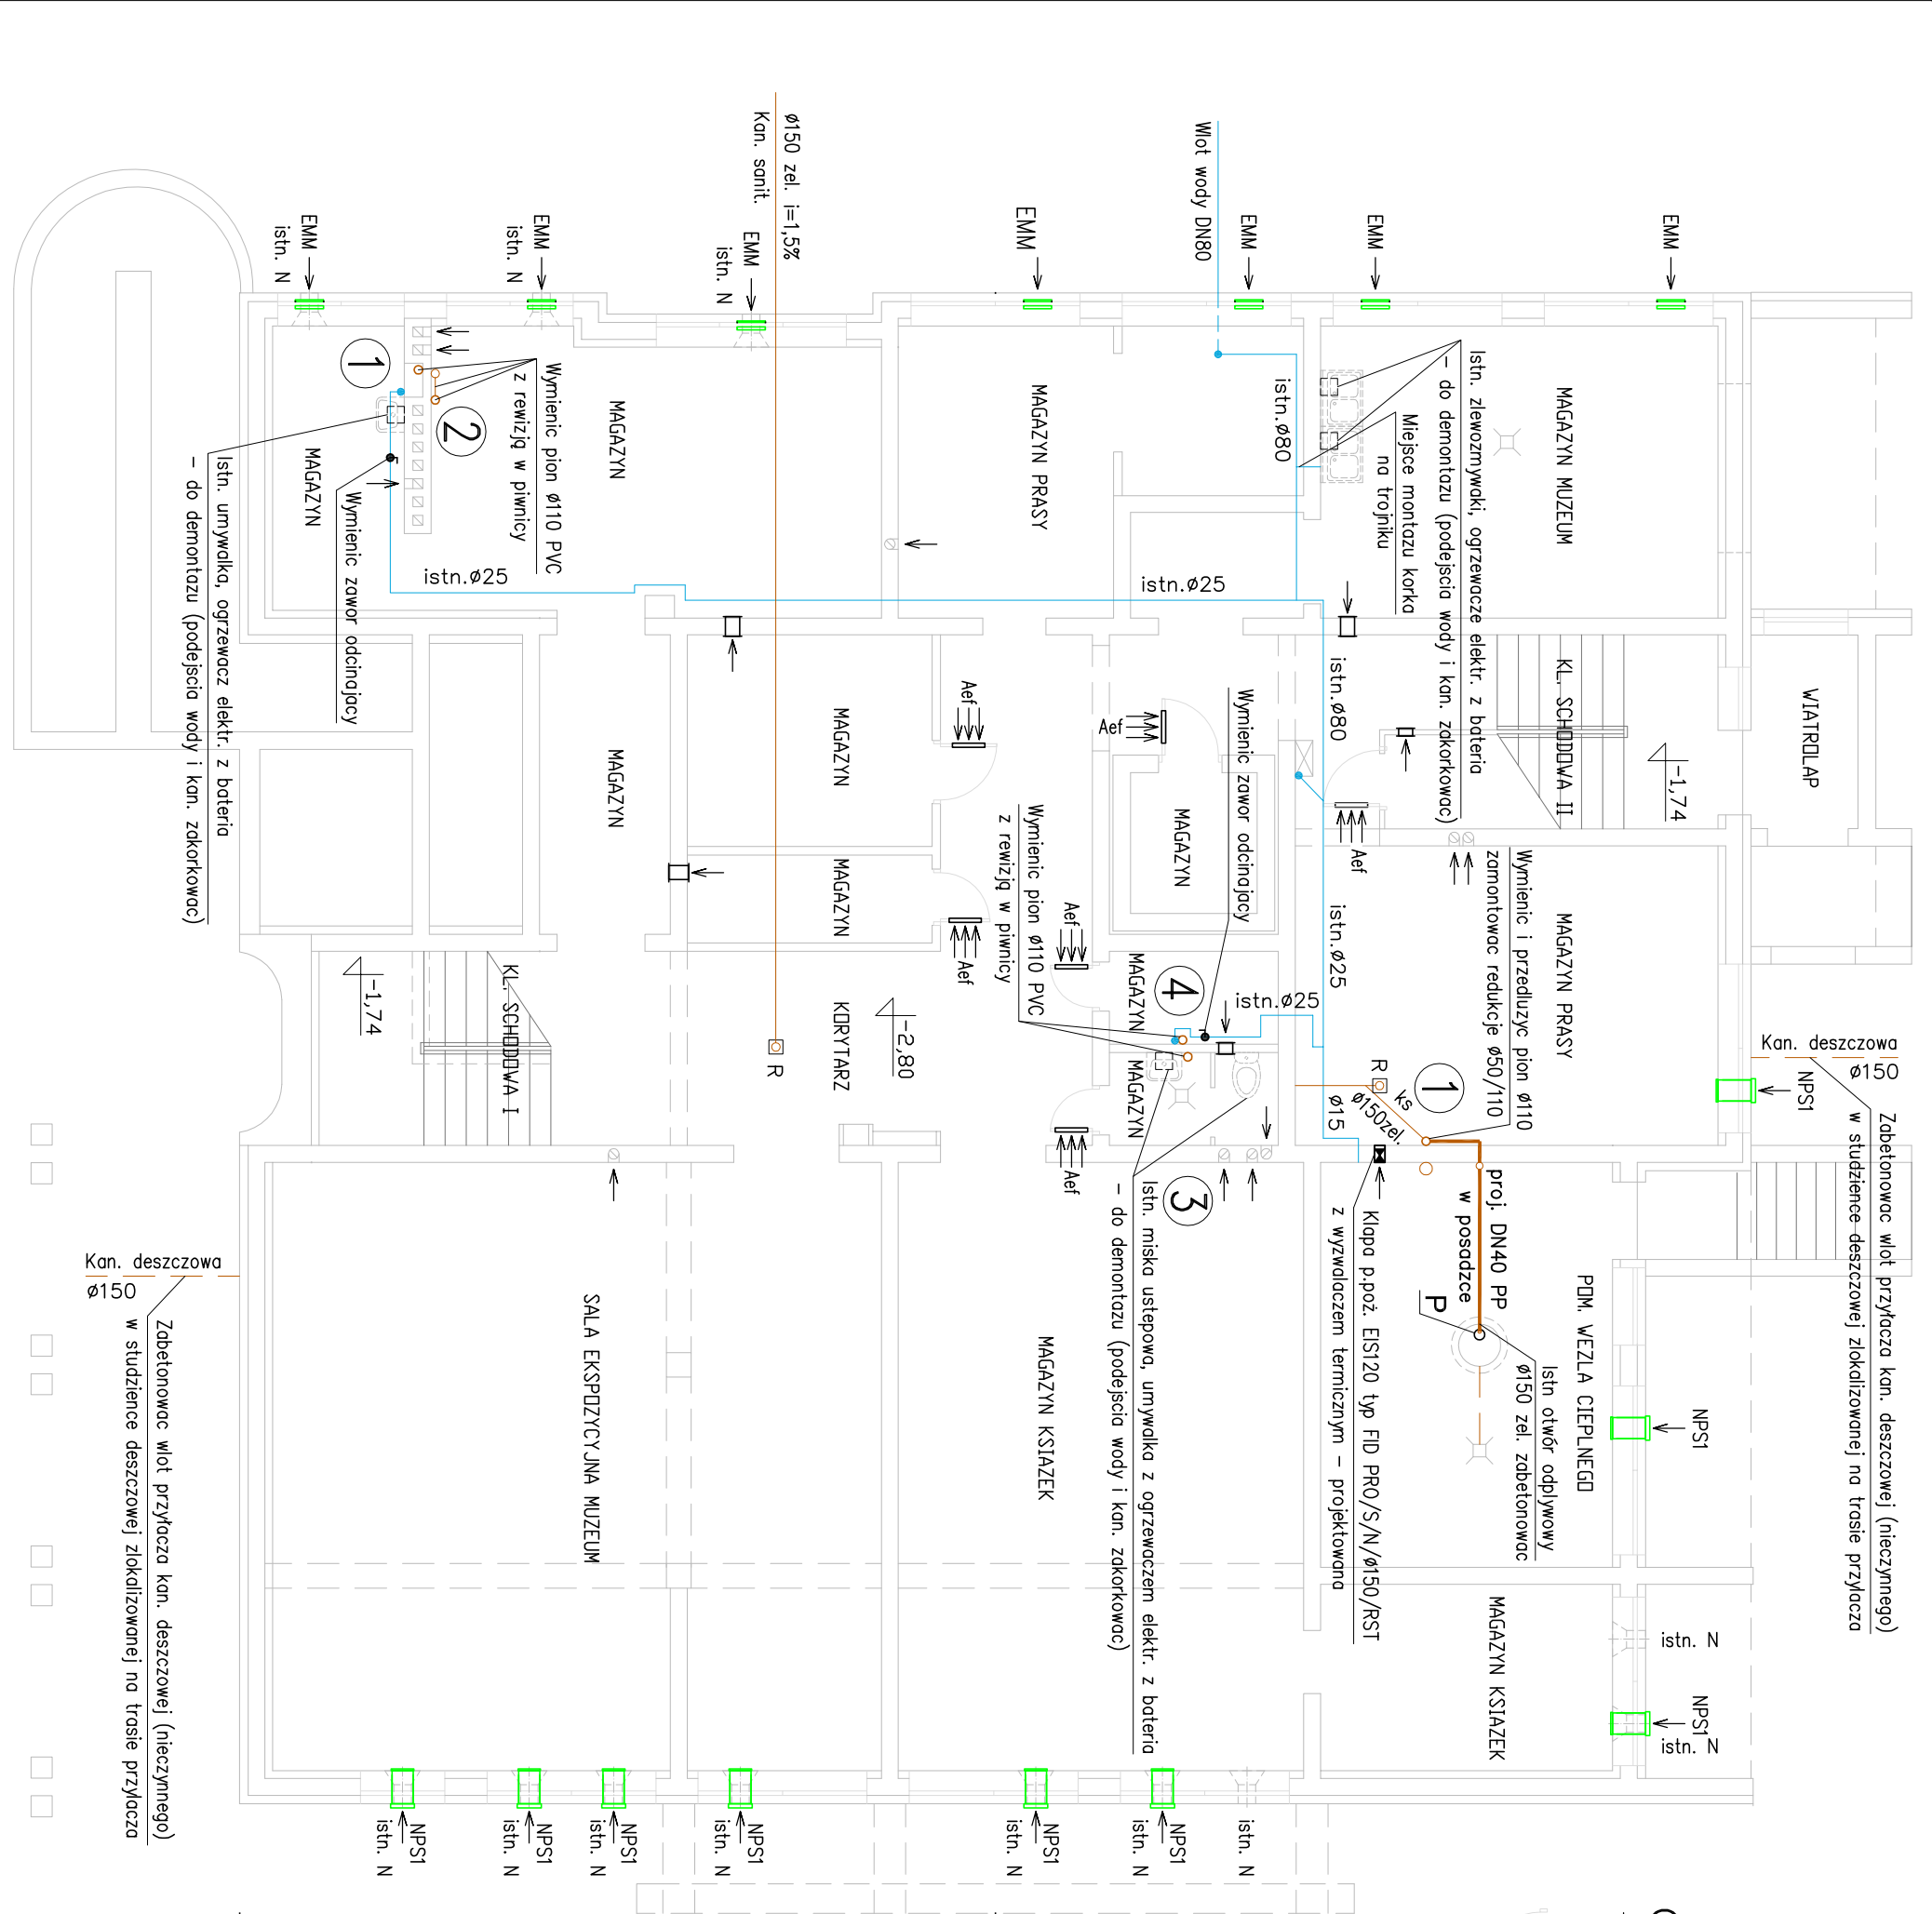 WIATROLAP
Kan. deszczowa
ø150
Zabetonowac wlot przyłacza kan. deszczowej (nieczynnego)
w studzience deszczowej zlokalizowanej na trasie przylacza
NPS1
NPS1
istn. N
NPS1
istn. N
EMM
EMM
EMM
EMM
EMM
istn. N
EMM
istn. N
EMM
istn. N
Wlot wody DN80
ø150 zel. i=1,5%
Kan. sanit.
MAGAZYN MUZEUM
Istn. zlewozmywaki, ogrzewacze elektr. z bateria
- do demontazu (podejscia wody i kan. zakorkowac)
Miejsce montazu korka
na trojniku
istn.ø80
KL. SCHODOWA II
-1,74
istn.ø80
Aef
MAGAZYN PRASY
Wymienic i przedluzyc pion ø110
zamontowac redukcje ø50/110
istn.ø25
1
R
ks
ø150zel.
ø15
proj. DN40 PP
w posadzce
P
POM. WEZLA CIEPLNEGO
Istn otwór odplywowy
ø150 zel. zabetonowac
Klapa p.poż. EIS120 typ FID PRO/S/N/ø150/RST
z wyzwalaczem termicznym - projektowana
MAGAZYN KSIAZEK
MAGAZYN PRASY
istn.ø25
Aef
Wymienic zawor odcinajacy
MAGAZYN
Wymienic pion ø110 PVC
z rewizją w piwnicy
Aef
MAGAZYN
4
istn.ø25
MAGAZYN
Aef
3
Istn. miska ustepowa, umywalka z ogrzewaczem elektr. z bateria
- do demontazu (podejscia wody i kan. zakorkowac)
MAGAZYN KSIAZEK
Aef
MAGAZYN
MAGAZYN
Aef
KORYTARZ
-2,80
R
MAGAZYN
MAGAZYN
Wymienic pion ø110 PVC
z rewizją w piwnicy
2
1
istn.ø25
MAGAZYN
Wymienic zawor odcinajacy
Istn. umywalka, ogrzewacz elektr. z bateria
- do demontazu (podejscia wody i kan. zakorkowac)
KL. SCHODOWA I
-1,74
SALA EKSPOZYCYJNA MUZEUM
Kan. deszczowa
ø150
Zabetonowac wlot przyłacza kan. deszczowej (nieczynnego)
w studzience deszczowej zlokalizowanej na trasie przylacza
istn. N
NPS1
istn. N
NPS1
istn. N
NPS1
istn. N
NPS1
istn. N
NPS1
istn. N
NPS1
istn. N